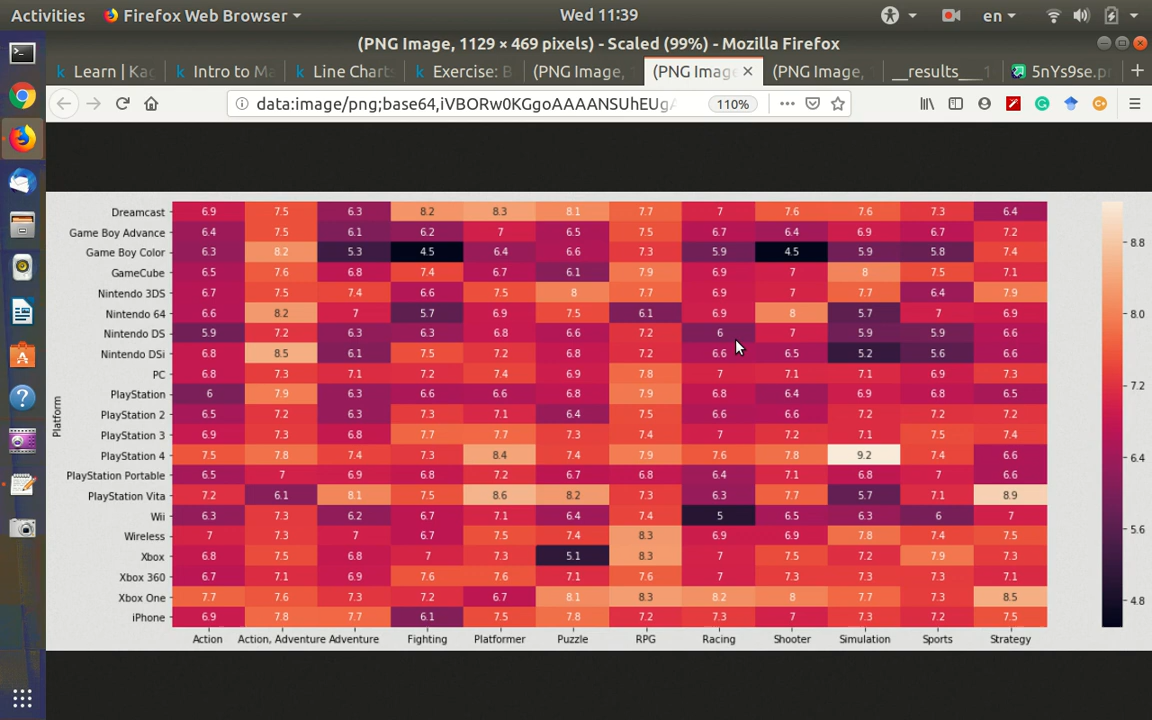 Activities Firefox Web Browser Wed 11:39 en
(PNG Image, 1129 × 469 pixels) - Scaled (99%) - Mozilla Firefox
Learn | Kag Intro to Ma Line Chart Exercise: B (PNG Image, (PNG Image (PNG Image, __results___1 5nYs9se.pn
data:image/png;base64,iVBORw0KGgoAAAANSUhEUgA 110%
Platform
Dreamcast 6.9 7.5 6.3 8.2 8.3 8.1 7.7 7 7.6 7.6 7.3 6.4
Game Boy Advance 6.4 7.5 6.1 6.2 7 6.5 7.5 6.7 6.4 6.9 6.7 7.2
Game Boy Color 6.3 8.2 5.3 4.5 6.4 6.6 7.3 5.9 4.5 5.9 5.8 7.4
GameCube 6.5 7.6 6.8 7.4 6.7 6.1 7.9 6.9 7 8 7.5 7.1
Nintendo 3DS 6.7 7.5 7.4 6.6 7.5 8 7.7 6.9 7 7.7 6.4 7.9
Nintendo 64 6.6 8.2 7 5.7 6.9 7.5 6.1 6.9 8 5.7 7 6.9
Nintendo DS 5.9 7.2 6.3 6.3 6.8 6.6 7.2 6 7 5.9 5.9 6.6
Nintendo DSi 6.8 8.5 6.1 7.5 7.2 6.8 7.2 6.6 6.5 5.2 5.6 6.6
PC 6.8 7.3 7.1 7.2 7.4 6.9 7.8 7 7.1 7.1 6.9 7.3
PlayStation 6 7.9 6.3 6.6 6.6 6.8 7.9 6.8 6.4 6.9 6.8 6.5
PlayStation 2 6.5 7.2 6.3 7.3 7.1 6.4 7.5 6.6 6.6 7.2 7.2 7.2
PlayStation 3 6.9 7.3 6.8 7.7 7.7 7.3 7.4 7 7.2 7.1 7.5 7.4
PlayStation 4 7.5 7.8 7.4 7.3 8.4 7.4 7.9 7.6 7.8 9.2 7.4 6.6
PlayStation Portable 6.5 7 6.9 6.8 7.2 6.7 6.8 6.4 7.1 6.8 7 6.6
PlayStation Vita 7.2 6.1 8.1 7.5 8.6 8.2 7.3 6.3 7.7 5.7 7.1 8.9
Wii 6.3 7.3 6.2 6.7 7.1 6.4 7.4 5 6.5 6.3 6 7
Wireless 7 7.3 7 6.7 7.5 7.4 8.3 6.9 6.9 7.8 7.4 7.5
Xbox 6.8 7.5 6.8 7 7.3 5.1 8.3 7 7.5 7.2 7.9 7.3
Xbox 360 6.7 7.1 6.9 7.6 7.6 7.1 7.6 7 7.3 7.3 7.3 7.1
Xbox One 7.7 7.6 7.3 7.2 6.7 8.1 8.3 8.2 8 7.7 7.3 8.5
iPhone 6.9 7.8 7.7 6.1 7.5 7.8 7.2 7.3 7 7.3 7.2 7.5
Action Action, Adventure Adventure Fighting Platformer Puzzle RPG Racing Shooter Simulation Sports Strategy
8.8
8.0
7.2
6.4
5.6
4.8